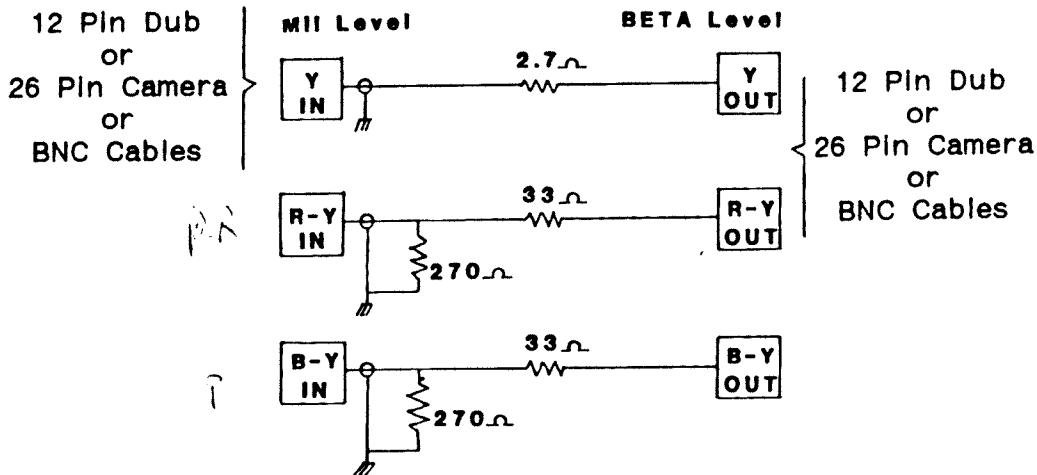 12 Pin Dub
or
26 Pin Camera
or
BNC Cables
MII Level
BETA Level
Y
IN
2.7Ω
Y
OUT
12 Pin Dub
or
26 Pin Camera
or
BNC Cables
R-Y
IN
33Ω
270Ω
R-Y
OUT
B-Y
IN
33Ω
270Ω
B-Y
OUT